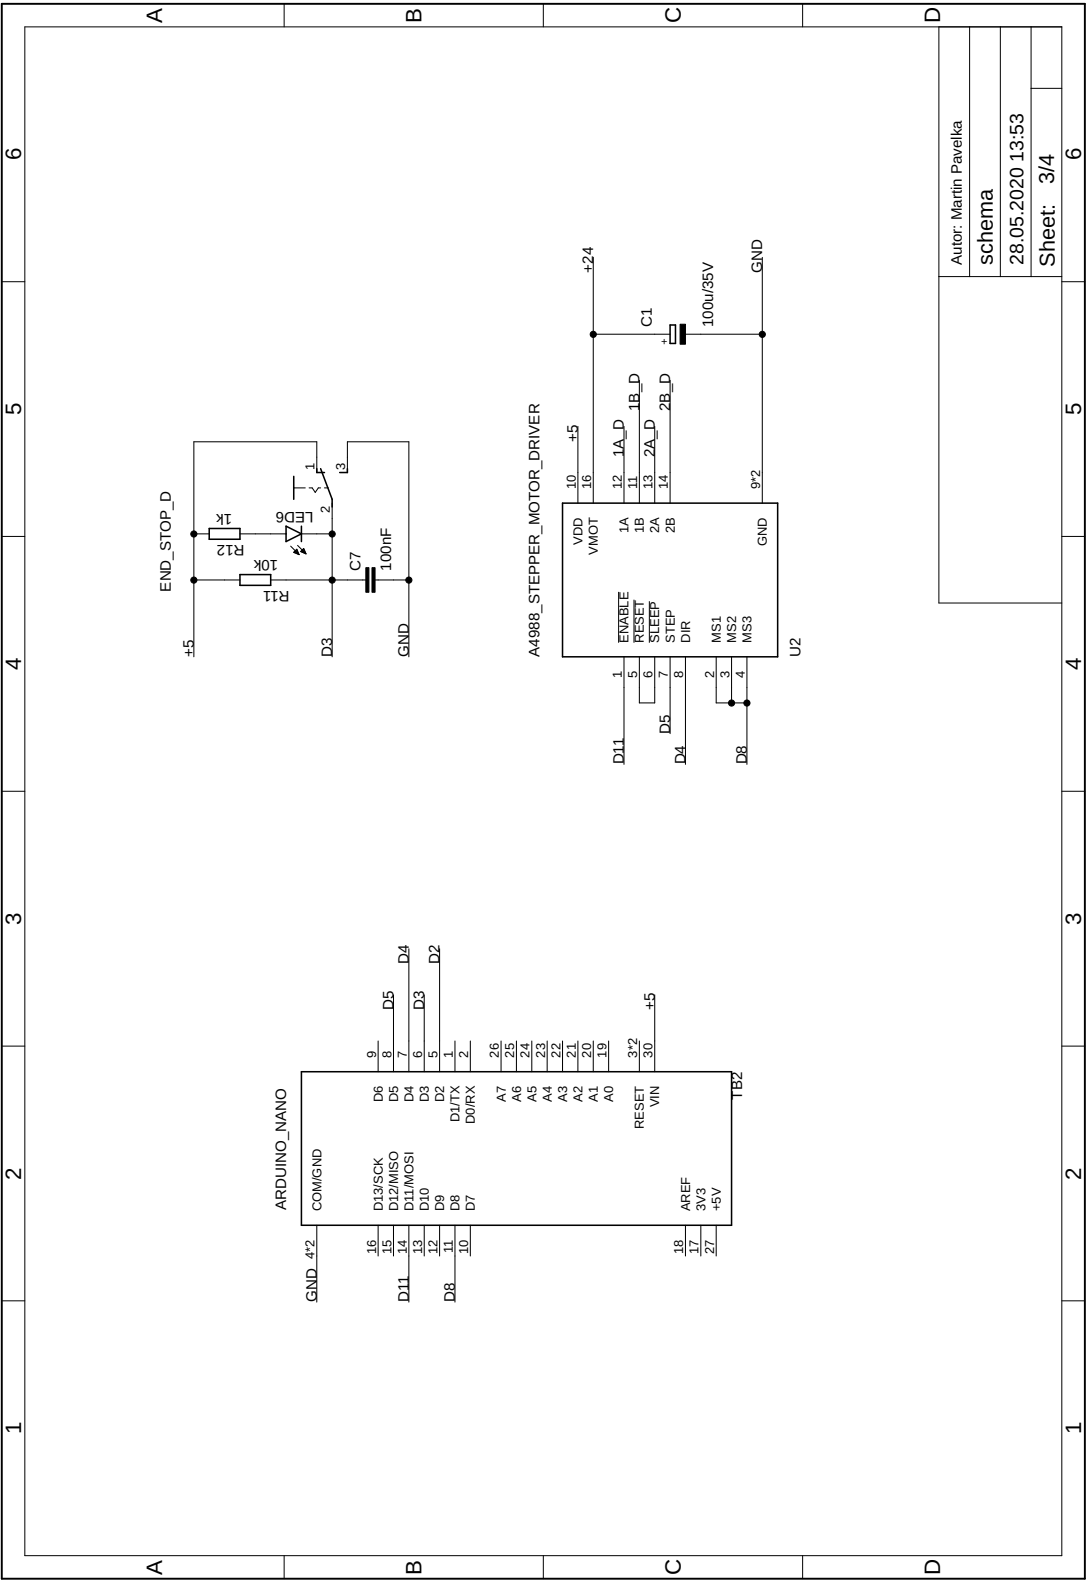 1
2
3
4
5
6
A
A
B
B
C
C
D
D
ARDUINO_NANO
GND
4*2
COM/GND
16
D13/SCK
15
D12/MISO
D11
14
D11/MOSI
13
D10
12
D9
D8
11
D8
10
D7
18
AREF
17
3V3
27
+5V
D6
9
D5
8
D5
D4
7
D4
D3
6
D3
D2
5
D2
D1/TX
1
D0/RX
2
A7
26
A6
25
A5
24
A4
23
A3
22
A2
21
A1
20
A0
19
RESET
3*2
VIN
30
+5
TB2
END_STOP_D
+5
R12
1k
R11
10k
LED6
1
2
3
D3
C7
100nF
GND
A4988_STEPPER_MOTOR_DRIVER
D11
1
ENABLE
5
RESET
6
SLEEP
D5
7
STEP
D4
8
DIR
2
MS1
3
MS2
D8
4
MS3
VDD
10
+5
VMOT
16
+24
1A
12
1A_D
1B
11
1B_D
2A
13
2A_D
2B
14
2B_D
GND
9*2
GND
U2
C1
+
100u/35V
Autor: Martin Pavelka
schema
28.05.2020 13:53
Sheet: 3/4
1
2
3
4
5
6